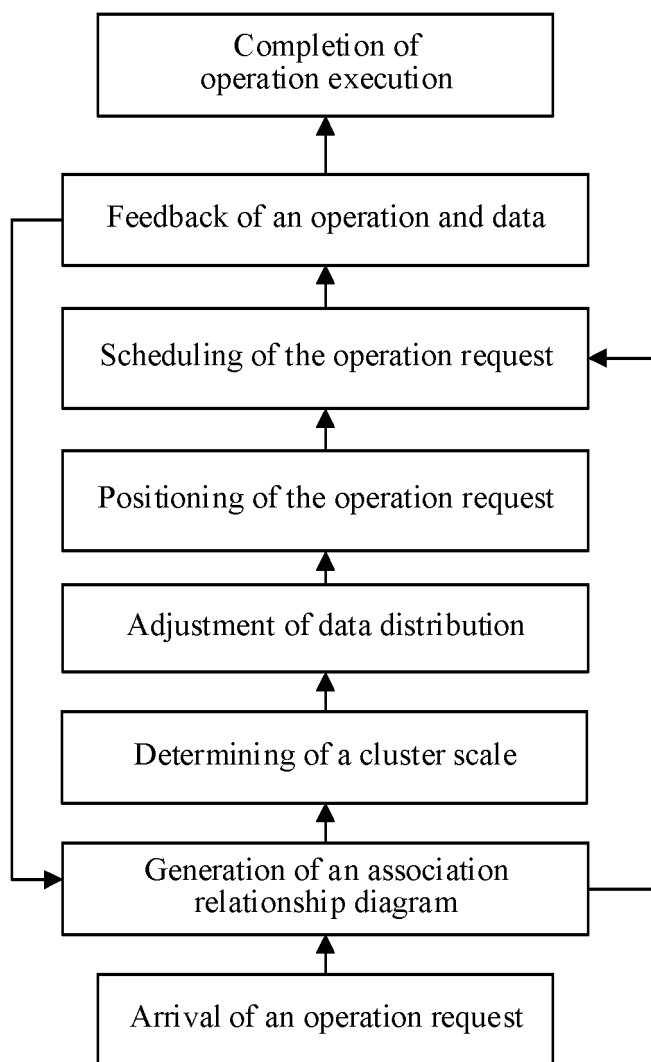 Completion of
operation execution
Feedback of an operation and data
Scheduling of the operation request
Positioning of the operation request
Adjustment of data distribution
Determining of a cluster scale
Generation of an association
relationship diagram
Arrival of an operation request